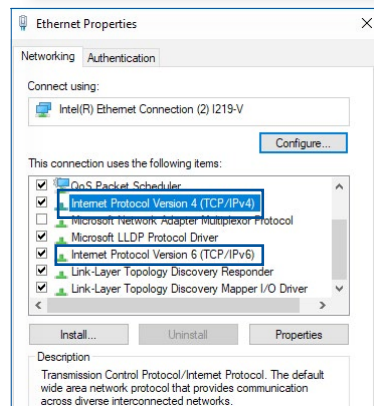 Ethernet Properties
Networking Authentication
Connect using:
Intel(R) Ethernet Connection (2) I219-V
Configure...
This connection uses the following items:
QoS Packet Scheduler
Internet Protocol Version 4 (TCP/IPv4)
Microsoft Network Adapter Multiplexor Protocol
Microsoft LLDP Protocol Driver
Internet Protocol Version 6 (TCP/IPv6)
Link-Layer Topology Discovery Responder
Link-Layer Topology Discovery Mapper I/O Driver
Install... Uninstall Properties
Description
Transmission Control Protocol/Internet Protocol. The default
wide area network protocol that provides communication
across diverse interconnected networks.